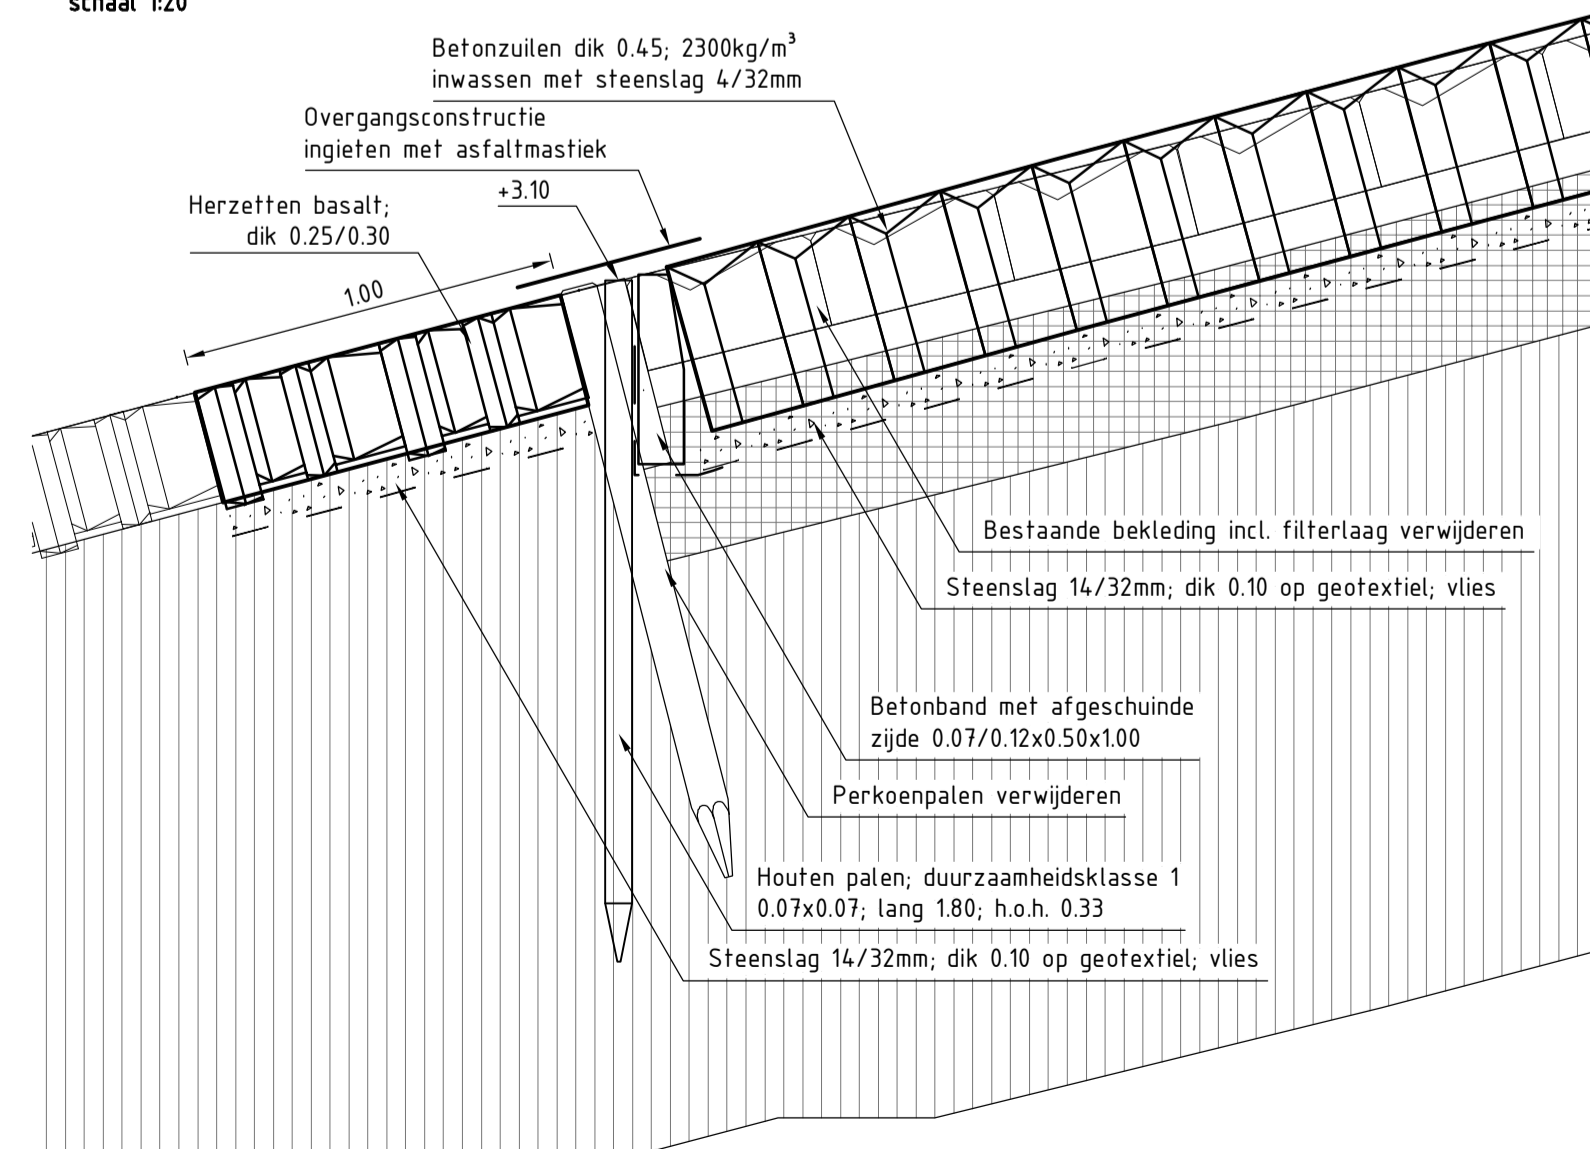 schaal 1:20
Betonzuilen dik 0.45; 2300kg/m³
inwassen met steenslag 4/32mm
Overgangsconstructie
ingieten met asfaltmastiek
+3.10
Herzetten basalt;
dik 0.25/0.30
1.00
Bestaande bekleding incl. filterlaag verwijderen
Steenslag 14/32mm; dik 0.10 op geotextiel; vlies
Betonband met afgeschuinde
zijde 0.07/0.12x0.50x1.00
Perkoenpalen verwijderen
Houten palen; duurzaamheidsklasse 1
0.07x0.07; lang 1.80; h.o.h. 0.33
Steenslag 14/32mm; dik 0.10 op geotextiel; vlies